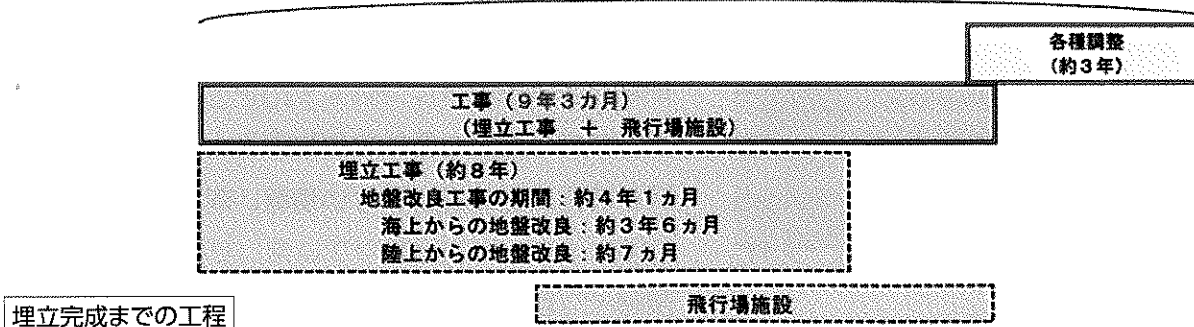 各種調整
(約3年)
工事（9年3カ月）
（埋立工事　＋　飛行場施設）
埋立工事（約8年）
地盤改良工事の期間：約4年1ヵ月
海上からの地盤改良：約3年6ヵ月
陸上からの地盤改良：約7ヵ月
飛行場施設
埋立完成までの工程